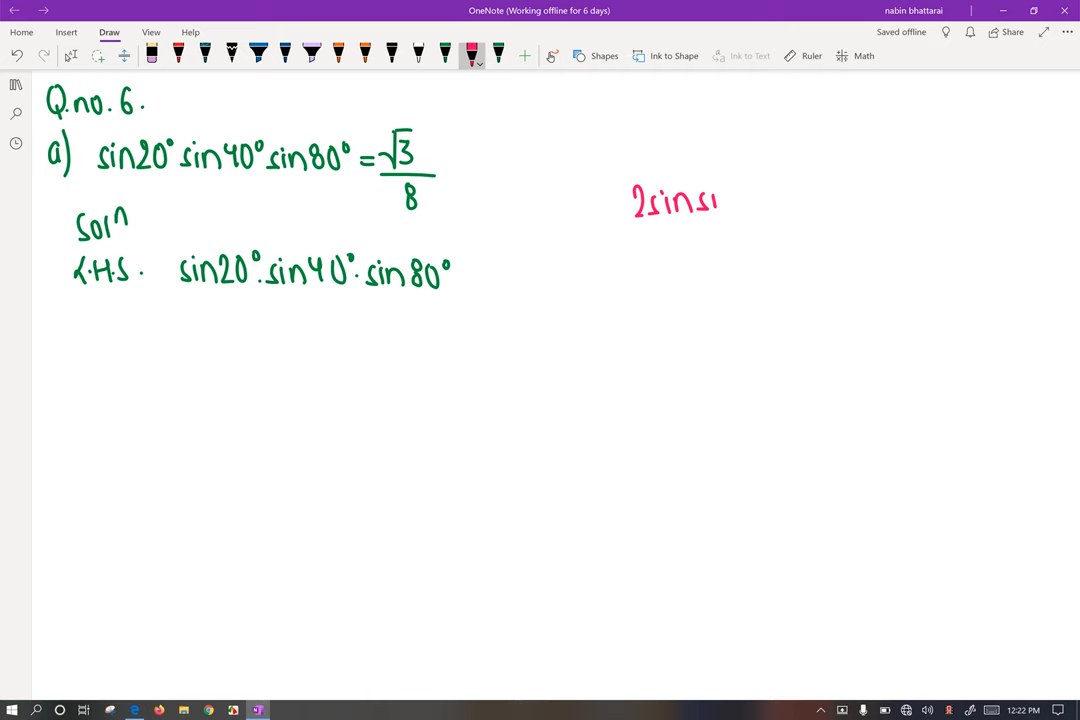 OneNote (Working offline for 6 days)
nabin bhattarai
Home Insert Draw View Help
Saved offline
Share
Shapes
Ink to Shape
Ink to Text
Ruler
Math
Q.no.6.
a) sin20° sin40° sin80° = √3/8
2sinsı
Solⁿ
L.H.S. sin20°.sin40°.sin80°
12:22 PM